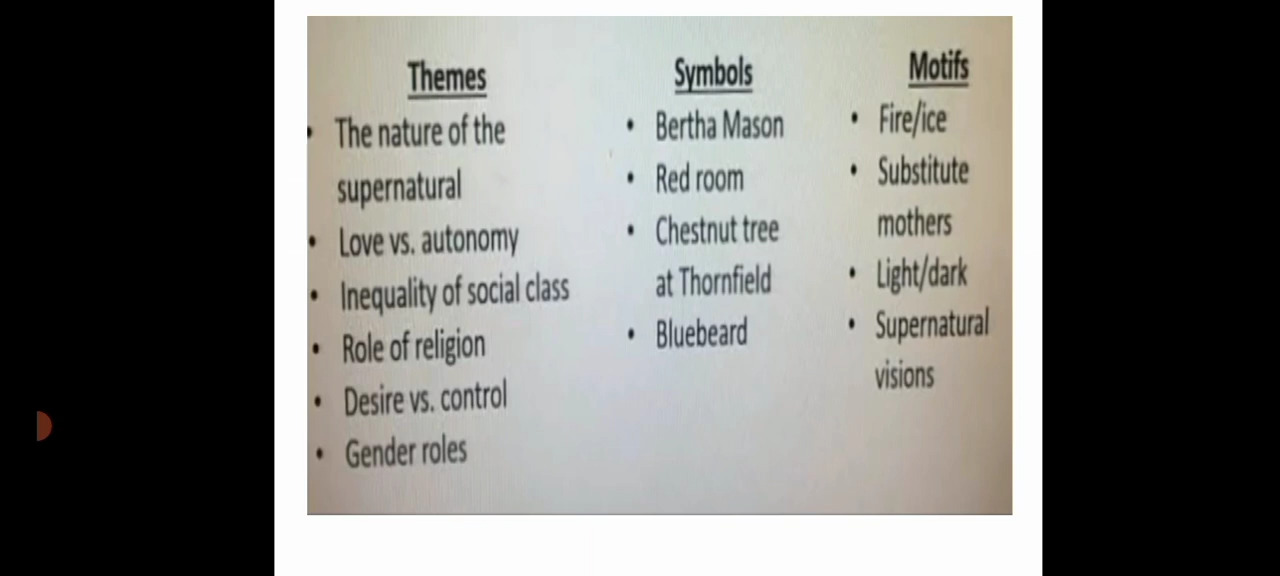 Themes
• The nature of the
supernatural
• Love vs. autonomy
• Inequality of social class
• Role of religion
• Desire vs. control
• Gender roles
Symbols
• Bertha Mason
• Red room
• Chestnut tree
at Thornfield
• Bluebeard
Motifs
• Fire/ice
• Substitute
mothers
• Light/dark
• Supernatural
visions